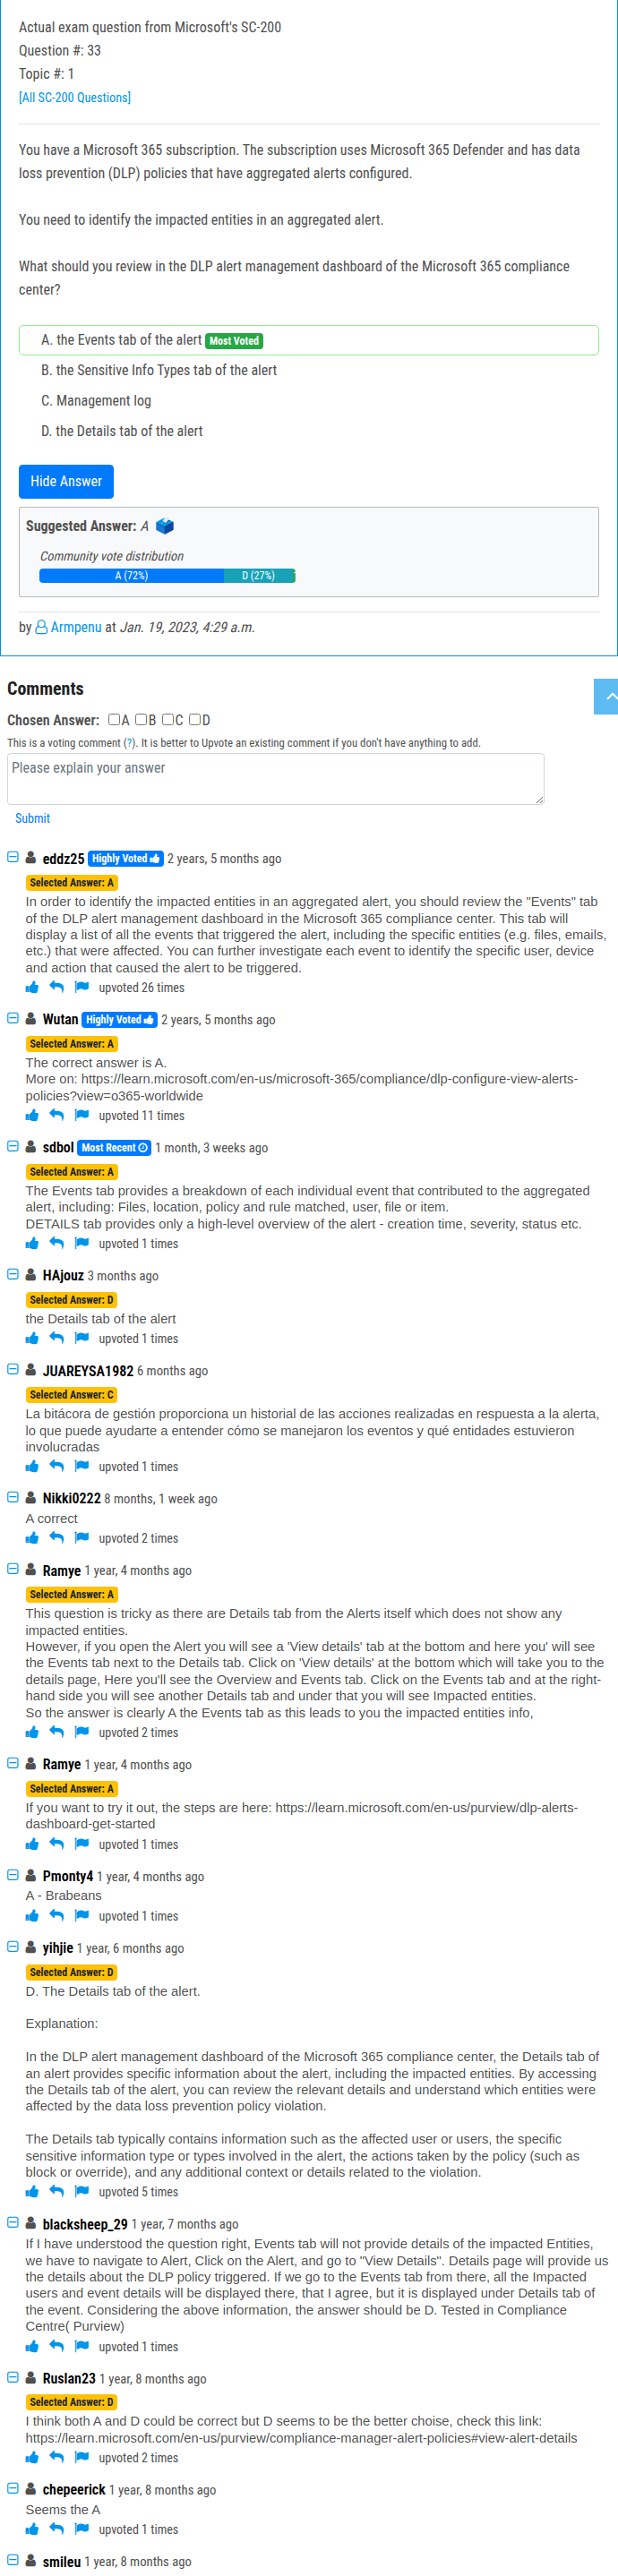 Actual exam question from Microsoft's SC-200
Question #: 33
Topic #: 1
[All SC-200 Questions]
You have a Microsoft 365 subscription. The subscription uses Microsoft 365 Defender and has data
loss prevention (DLP) policies that have aggregated alerts configured.
You need to identify the impacted entities in an aggregated alert.
What should you review in the DLP alert management dashboard of the Microsoft 365 compliance
center?
A. the Events tab of the alert Most Voted
B. the Sensitive Info Types tab of the alert
C. Management log
D. the Details tab of the alert
Hide Answer
Suggested Answer: A
Community vote distribution
A (72%) D (27%)
by Armpenu at Jan. 19, 2023, 4:29 a.m.
Comments
Chosen Answer: A B C D
This is a voting comment (?). It is better to Upvote an existing comment if you don't have anything to add.
Please explain your answer
Submit
eddz25 Highly Voted 2 years, 5 months ago
Selected Answer: A
In order to identify the impacted entities in an aggregated alert, you should review the "Events" tab
of the DLP alert management dashboard in the Microsoft 365 compliance center. This tab will
display a list of all the events that triggered the alert, including the specific entities (e.g. files, emails,
etc.) that were affected. You can further investigate each event to identify the specific user, device
and action that caused the alert to be triggered.
upvoted 26 times
Wutan Highly Voted 2 years, 5 months ago
Selected Answer: A
The correct answer is A.
More on: https://learn.microsoft.com/en-us/microsoft-365/compliance/dlp-configure-view-alerts-
policies?view=o365-worldwide
upvoted 11 times
sdbol Most Recent 1 month, 3 weeks ago
Selected Answer: A
The Events tab provides a breakdown of each individual event that contributed to the aggregated
alert, including: Files, location, policy and rule matched, user, file or item.
DETAILS tab provides only a high-level overview of the alert - creation time, severity, status etc.
upvoted 1 times
HAjouz 3 months ago
Selected Answer: D
the Details tab of the alert
upvoted 1 times
JUAREYSA1982 6 months ago
Selected Answer: C
La bitácora de gestión proporciona un historial de las acciones realizadas en respuesta a la alerta,
lo que puede ayudarte a entender cómo se manejaron los eventos y qué entidades estuvieron
involucradas
upvoted 1 times
Nikki0222 8 months, 1 week ago
A correct
upvoted 2 times
Ramye 1 year, 4 months ago
Selected Answer: A
This question is tricky as there are Details tab from the Alerts itself which does not show any
impacted entities.
However, if you open the Alert you will see a 'View details' tab at the bottom and here you' will see
the Events tab next to the Details tab. Click on 'View details' at the bottom which will take you to the
details page, Here you'll see the Overview and Events tab. Click on the Events tab and at the right-
hand side you will see another Details tab and under that you will see Impacted entities.
So the answer is clearly A the Events tab as this leads to you the impacted entities info,
upvoted 2 times
Ramye 1 year, 4 months ago
Selected Answer: A
If you want to try it out, the steps are here: https://learn.microsoft.com/en-us/purview/dlp-alerts-
dashboard-get-started
upvoted 1 times
Pmonty4 1 year, 4 months ago
A - Brabeans
upvoted 1 times
yihjie 1 year, 6 months ago
Selected Answer: D
D. The Details tab of the alert.
Explanation:
In the DLP alert management dashboard of the Microsoft 365 compliance center, the Details tab of
an alert provides specific information about the alert, including the impacted entities. By accessing
the Details tab of the alert, you can review the relevant details and understand which entities were
affected by the data loss prevention policy violation.
The Details tab typically contains information such as the affected user or users, the specific
sensitive information type or types involved in the alert, the actions taken by the policy (such as
block or override), and any additional context or details related to the violation.
upvoted 5 times
blacksheep_29 1 year, 7 months ago
If I have understood the question right, Events tab will not provide details of the impacted Entities,
we have to navigate to Alert, Click on the Alert, and go to "View Details". Details page will provide us
the details about the DLP policy triggered. If we go to the Events tab from there, all the Impacted
users and event details will be displayed there, that I agree, but it is displayed under Details tab of
the event. Considering the above information, the answer should be D. Tested in Compliance
Centre( Purview)
upvoted 1 times
Ruslan23 1 year, 8 months ago
Selected Answer: D
I think both A and D could be correct but D seems to be the better choise, check this link:
https://learn.microsoft.com/en-us/purview/compliance-manager-alert-policies#view-alert-details
upvoted 2 times
chepeerick 1 year, 8 months ago
Seems the A
upvoted 1 times
smileu 1 year, 8 months ago